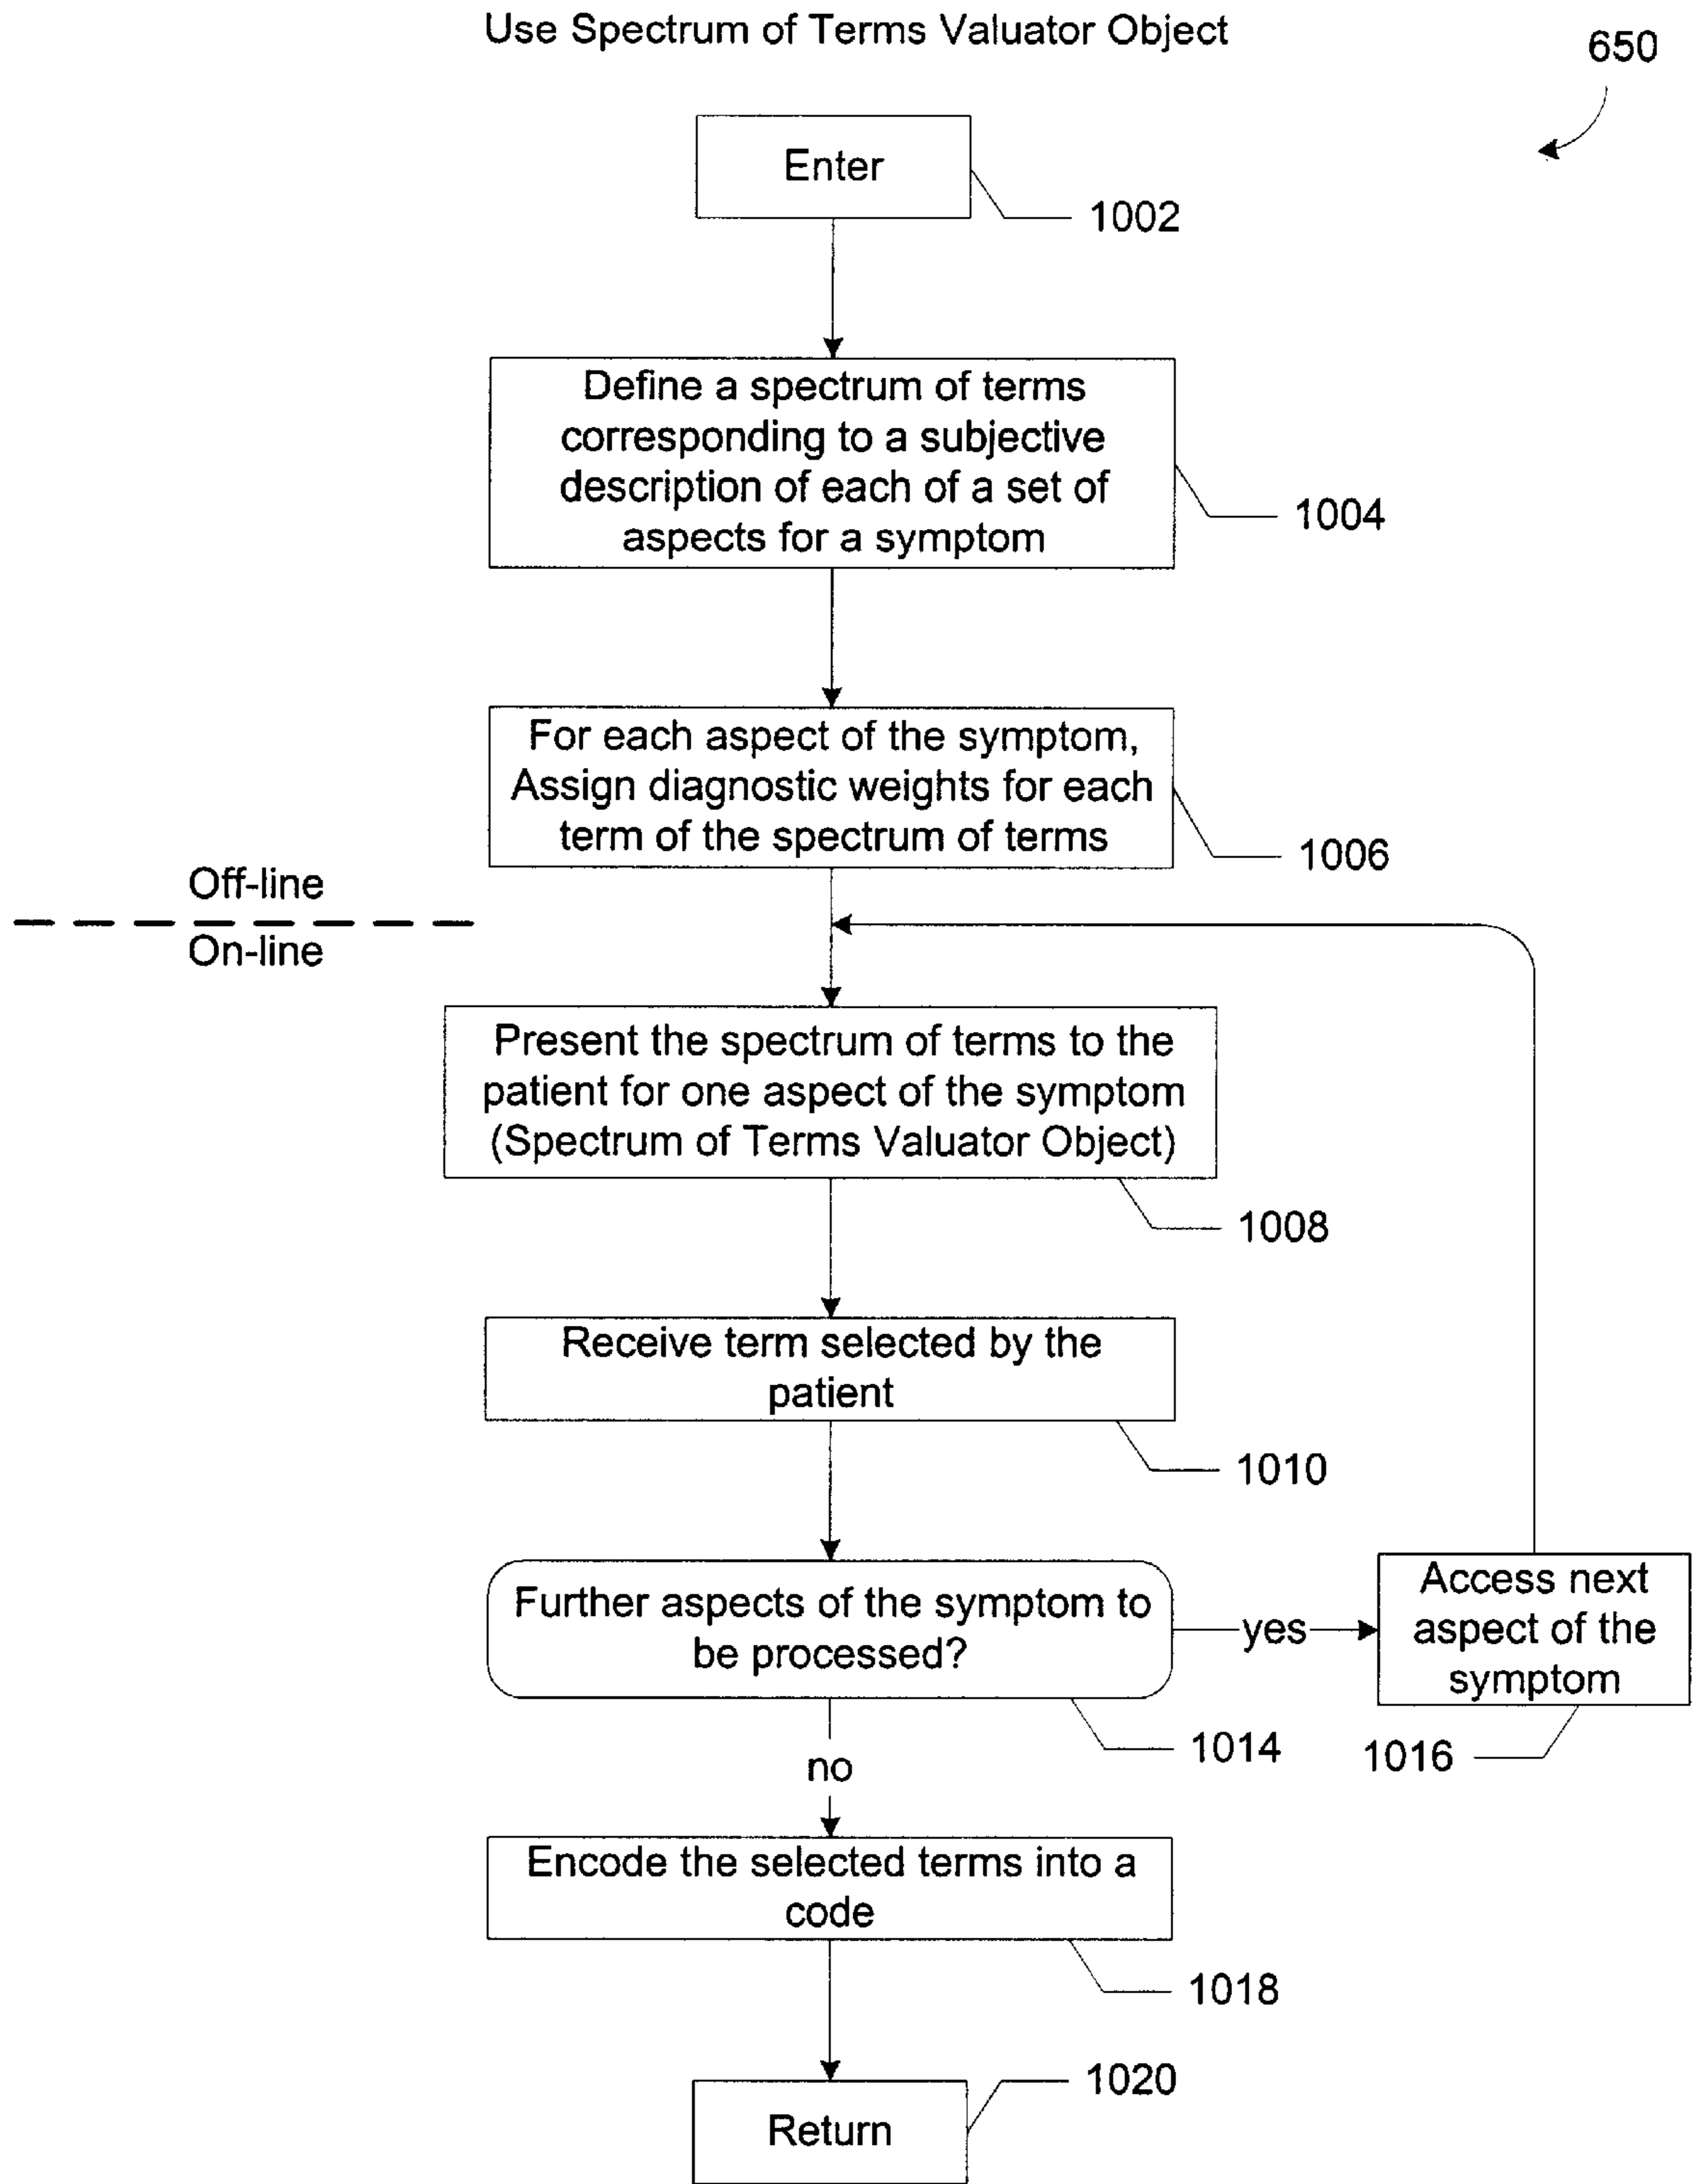 Use Spectrum of Terms Valuator Object
650
Enter
1002
Define a spectrum of terms
corresponding to a subjective
description of each of a set of
aspects for a symptom
1004
For each aspect of the symptom,
Assign diagnostic weights for each
term of the spectrum of terms
1006
Off-line
On-line
Present the spectrum of terms to the
patient for one aspect of the symptom
(Spectrum of Terms Valuator Object)
1008
Receive term selected by the
patient
1010
Further aspects of the symptom to
be processed?
1014
yes
Access next
aspect of the
symptom
1016
no
Encode the selected terms into a
code
1018
1020
Return